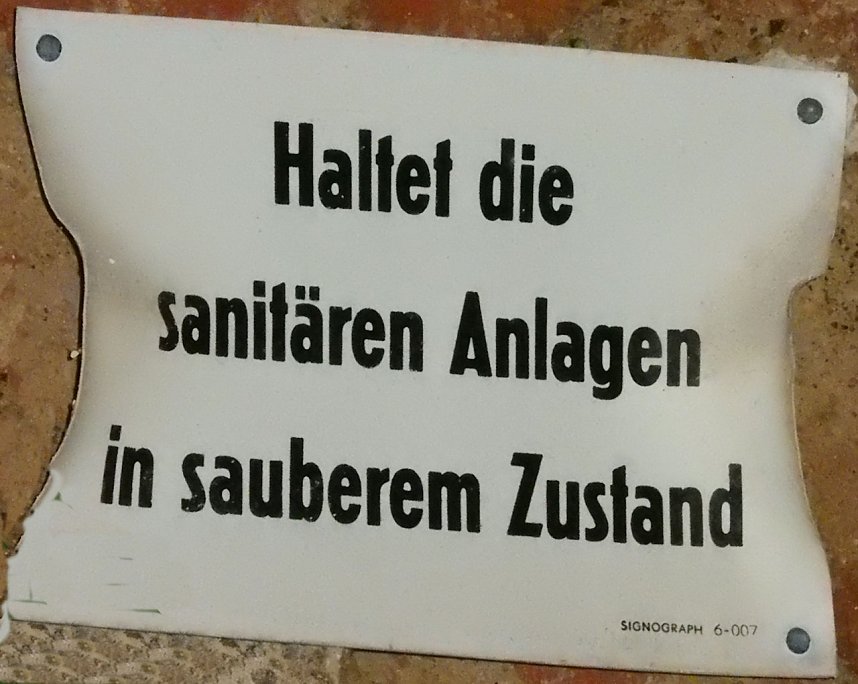 Haltet die
sanitären Anlagen
in sauberem Zustand
SIGNOGRAPH 6-007